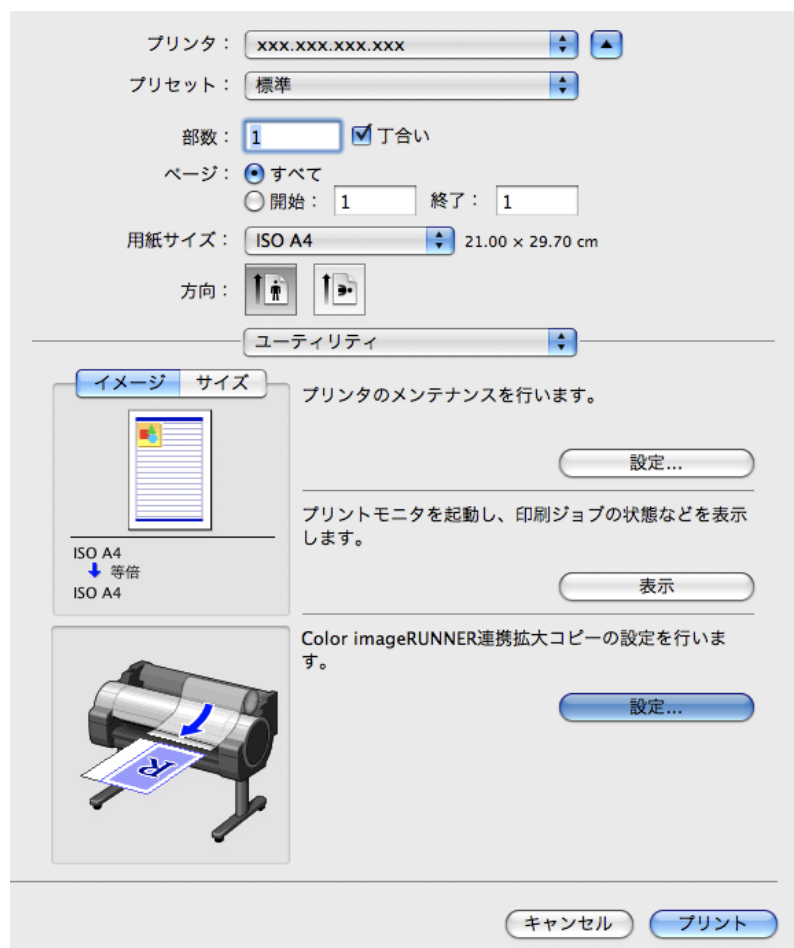 プリンタ： xxx.xxx.xxx.xxx
プリセット： 標準
部数： 1 丁合い
ページ： すべて
開始： 1 終了： 1
用紙サイズ： ISO A4 21.00 × 29.70 cm
方向：
ユーティリティ
イメージ サイズ
ISO A4
等倍
ISO A4
プリンタのメンテナンスを行います。
設定...
プリントモニタを起動し、印刷ジョブの状態などを表示
します。
表示
Color imageRUNNER連携拡大コピーの設定を行いま
す。
設定...
R
キャンセル プリント